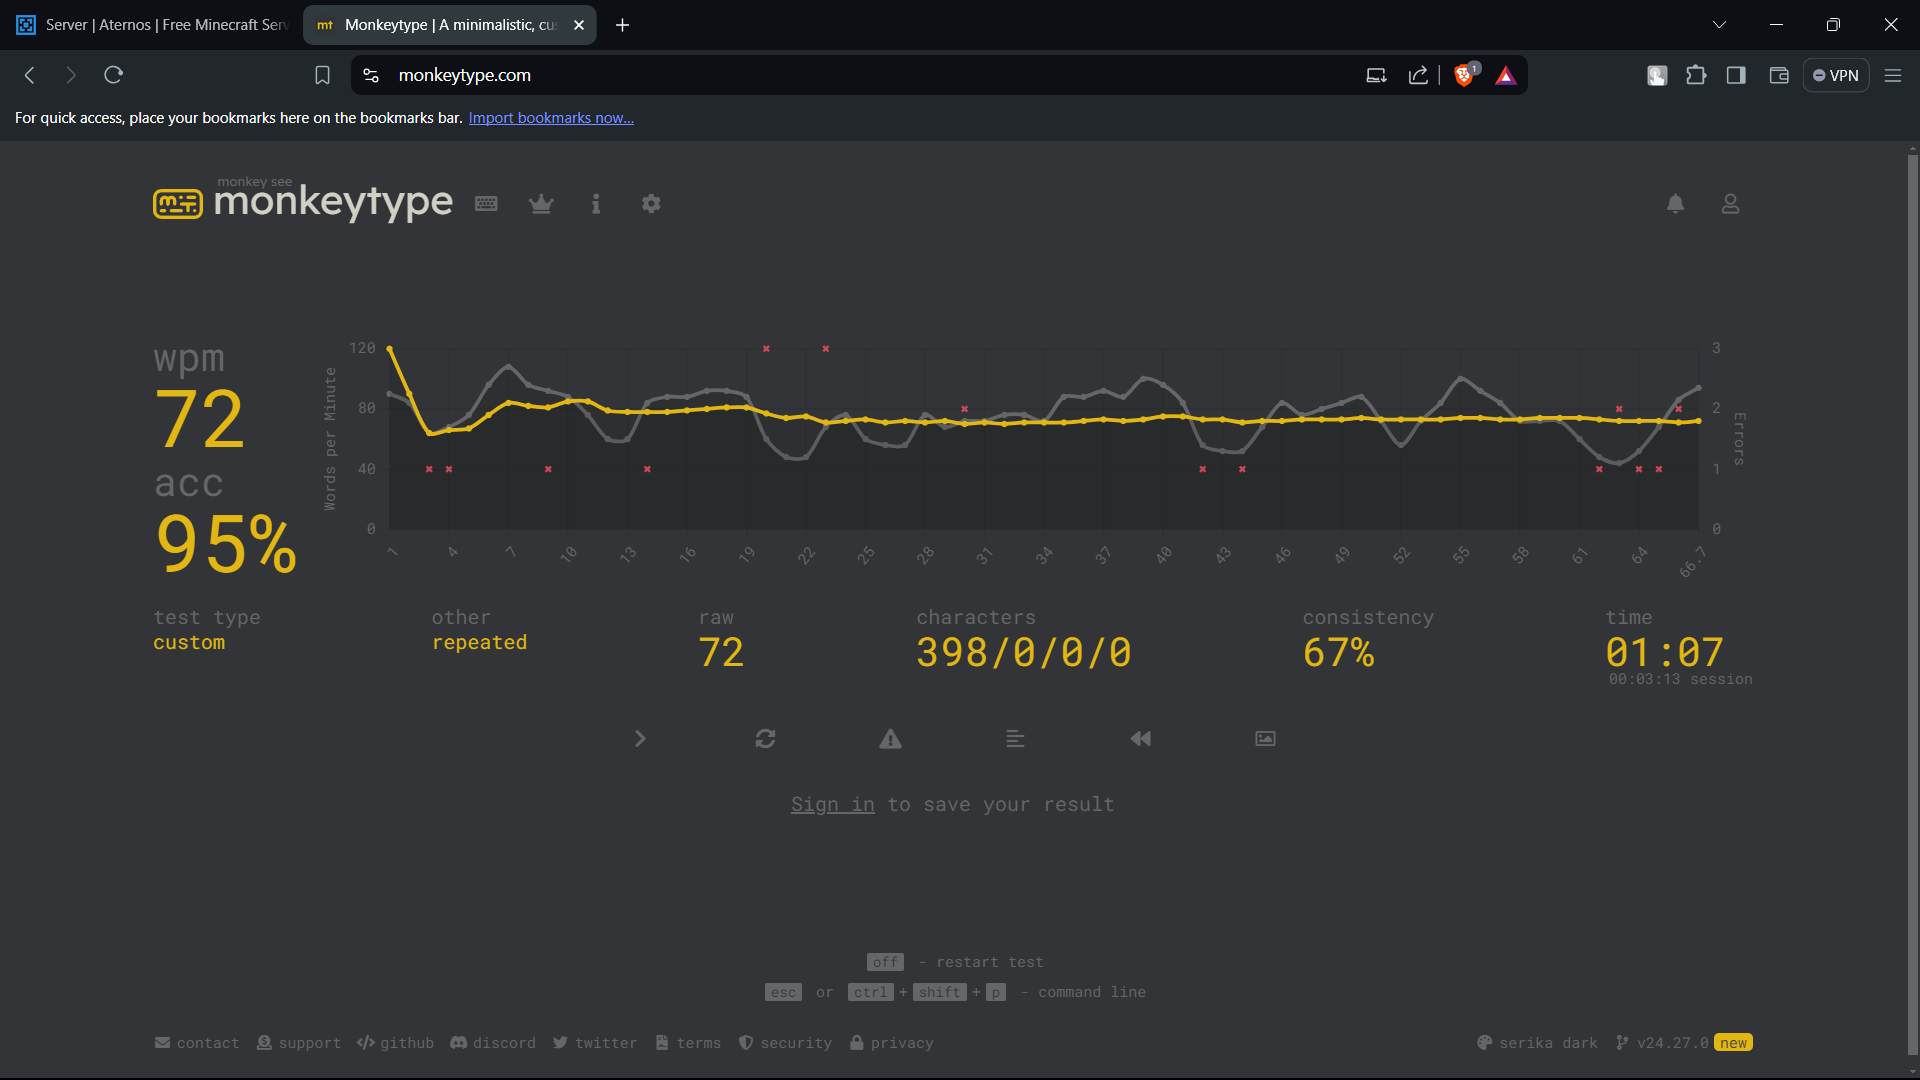 Server | Aternos | Free Minecraft Serv
Monkeytype | A minimalistic, cus
monkeytype.com
1
VPN
For quick access, place your bookmarks here on the bookmarks bar. Import bookmarks now...
monkey see
monkeytype
wpm
72
acc
95%
Words per Minute
120
80
40
0
3
2
1
0
Errors
1 4 7 10 13 16 19 22 25 28 31 34 37 40 43 46 49 52 55 58 61 64 66.7
test type
custom
other
repeated
raw
72
characters
398/0/0/0
consistency
67%
time
01:07
00:03:13 session
Sign in to save your result
off - restart test
esc or ctrl + shift + p - command line
contact support github discord twitter terms security privacy
serika dark v24.27.0 new